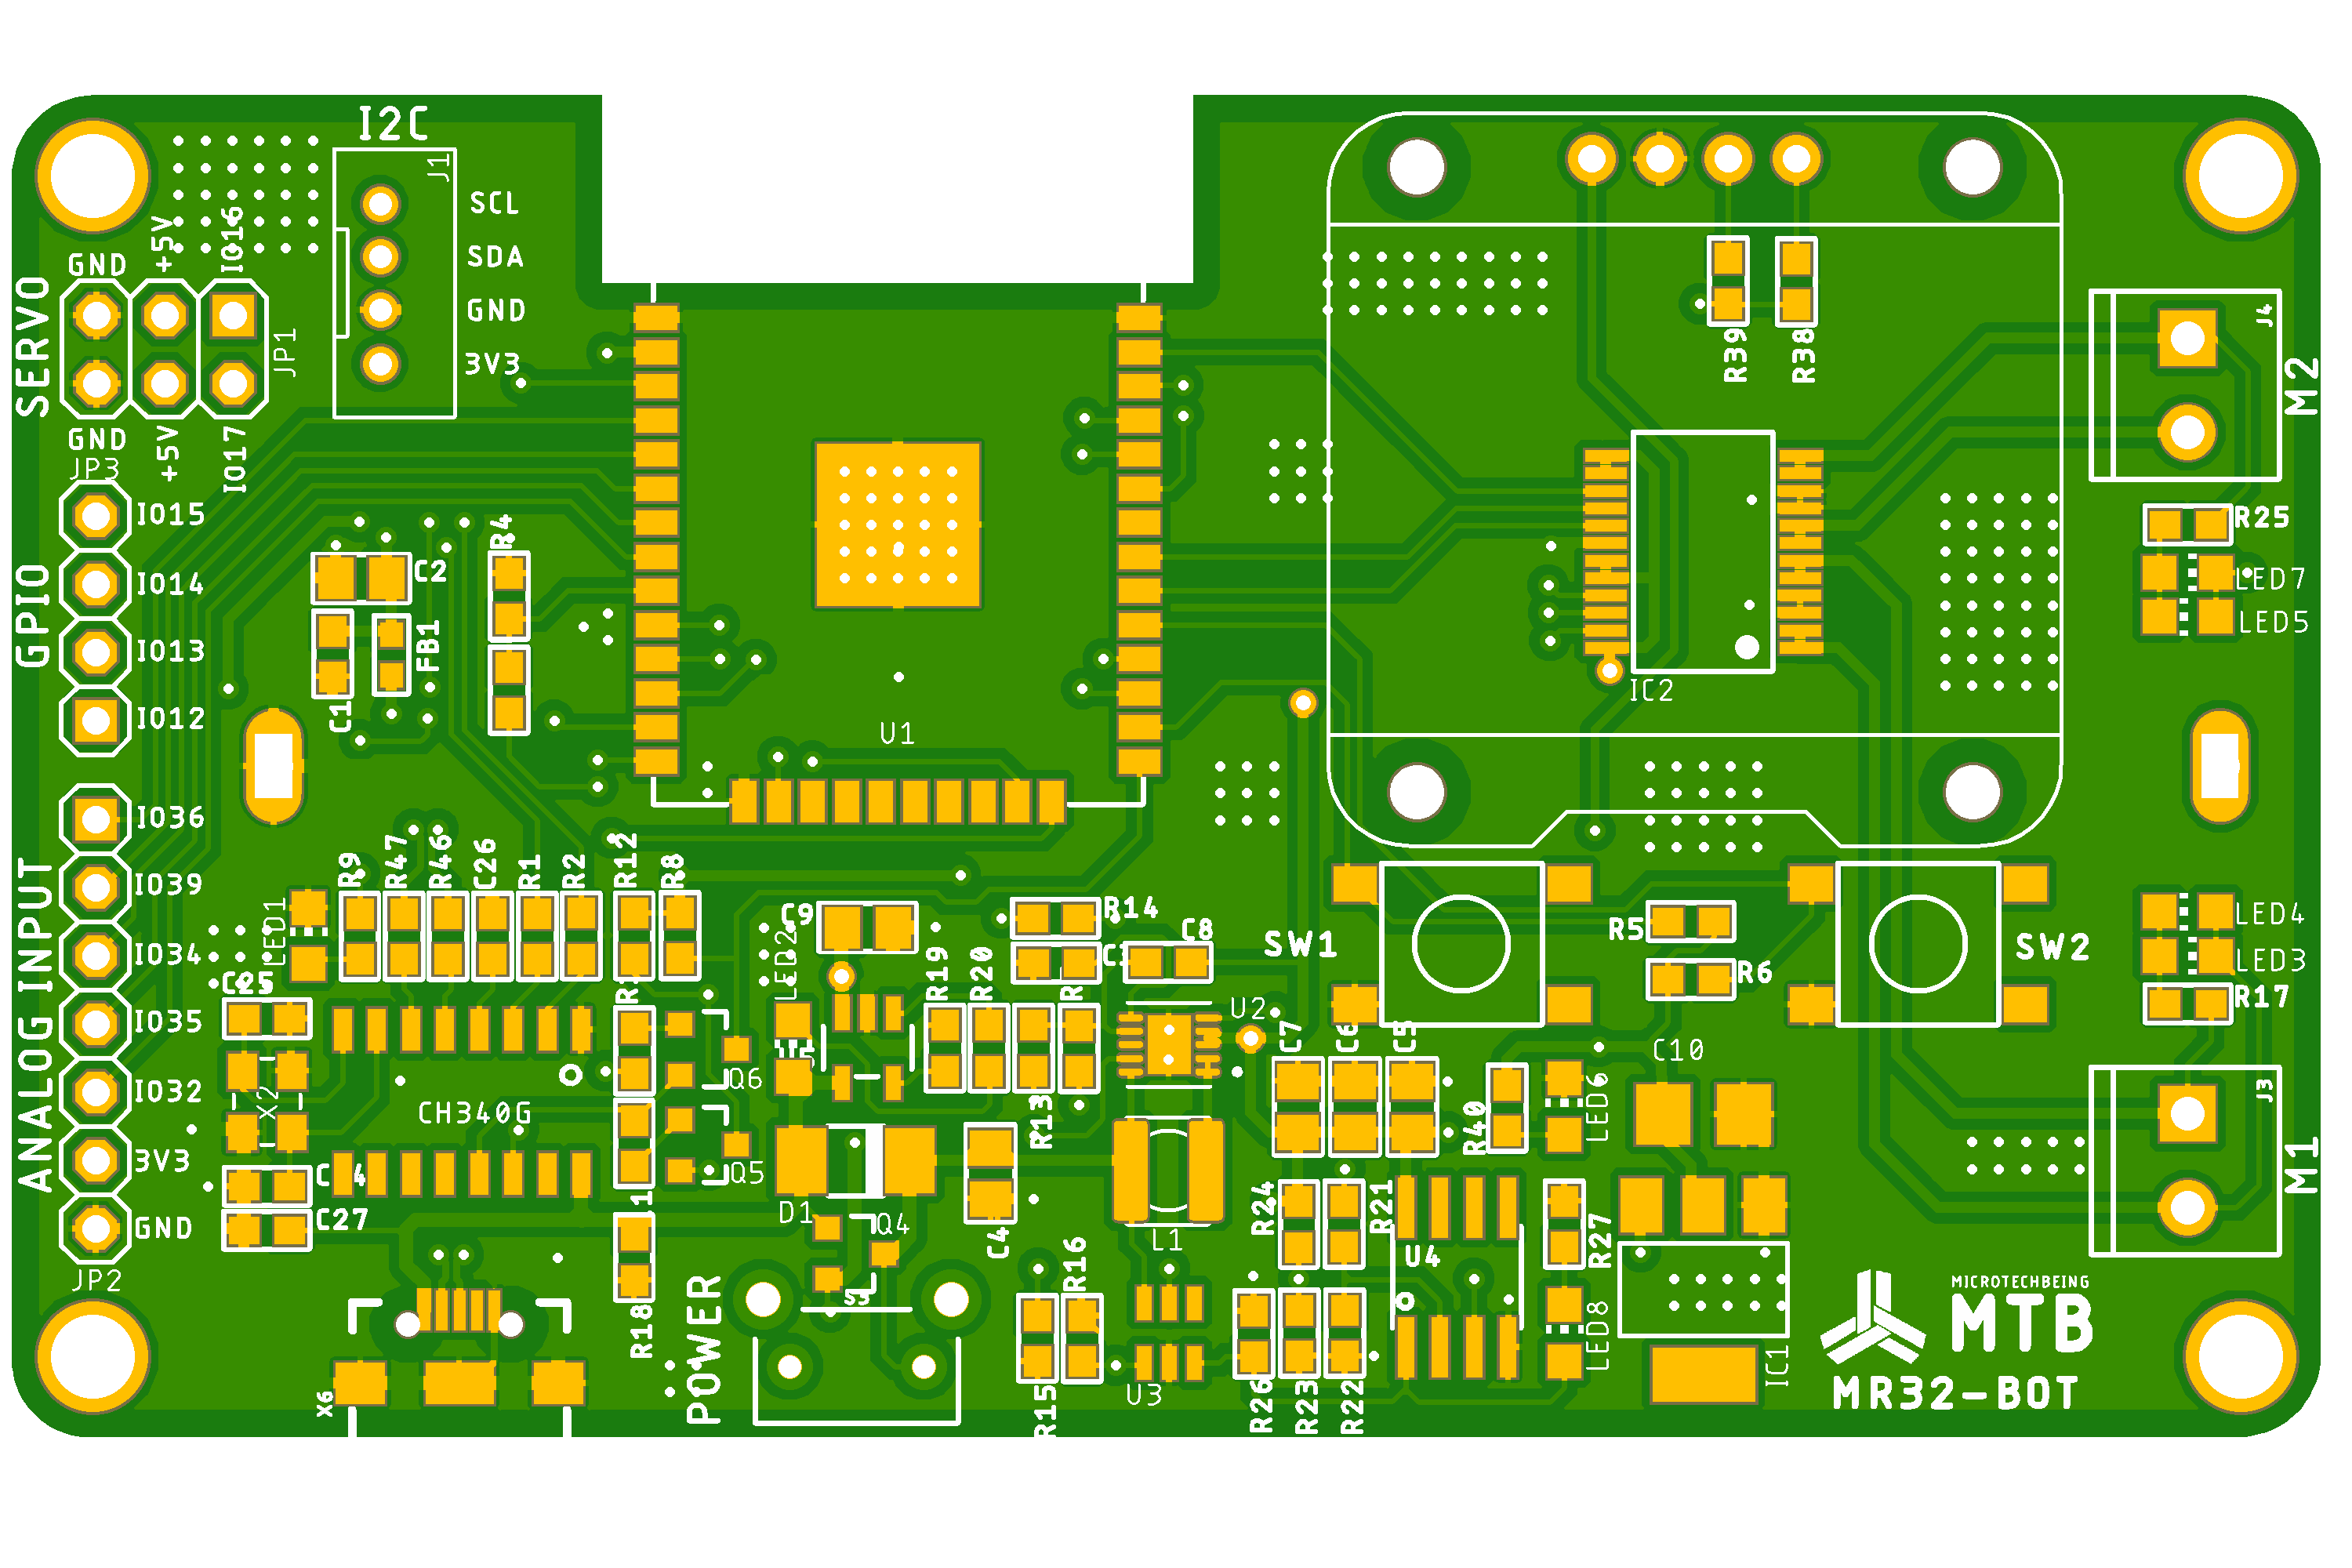 I2C
J1
SCL
SDA
GND
3V3
+5V
IO16
GND
SERVO
JP1
GND
+5V
IO17
JP3
IO15
IO14
IO13
IO12
GPIO
C2
R4
FB1
C1
U1
R39
R38
IC2
J4
M2
R25
LED7
LED5
IO36
IO39
IO34
IO35
IO32
3V3
GND
ANALOG INPUT
JP2
R9
R47
R46
C26
R1
R2
R12
R8
LED1
C25
X2
CH340G
C27
Q6
Q5
C9
LED2
R19
R20
R14
C8
R13
U2
D1
Q4
C4
L1
SW1
R5
R6
SW2
LED4
LED3
R17
C7
C6
C5
R40
LED6
C10
J3
M1
R24
R21
U4
R27
R18
POWER
R16
R15
U3
R26
R23
R22
LED8
IC1
X6
MICROTECHBEING
MTB
MR32-BOT